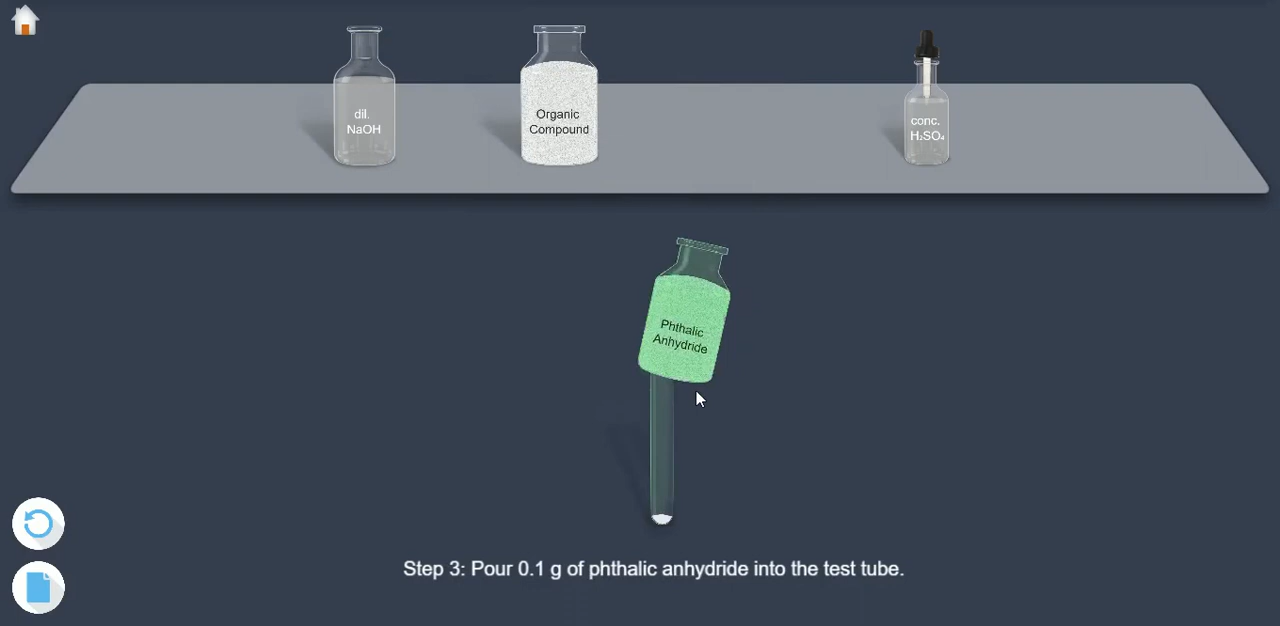 dil.
NaOH
Organic
Compound
conc.
H₂SO₄
Phthalic
Anhydride
Step 3: Pour 0.1 g of phthalic anhydride into the test tube.